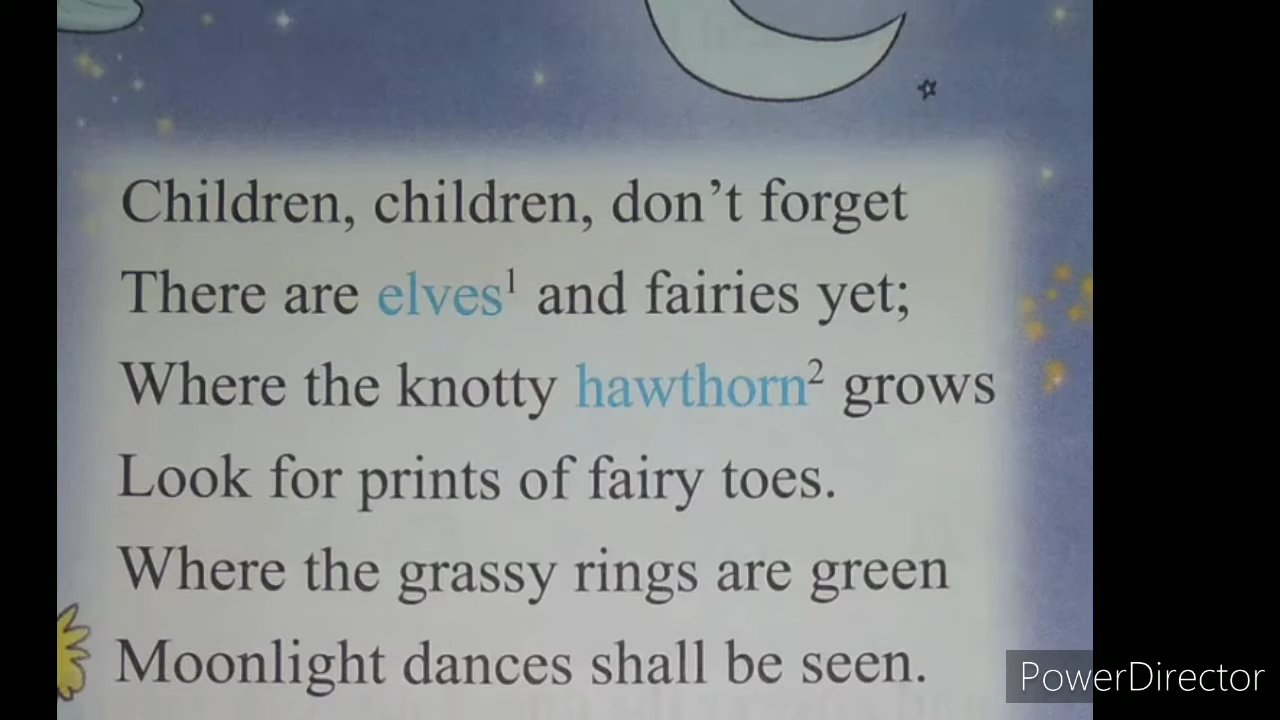 Children, children, don't forget
There are elves¹ and fairies yet;
Where the knotty hawthorn² grows
Look for prints of fairy toes.
Where the grassy rings are green
Moonlight dances shall be seen.
PowerDirector